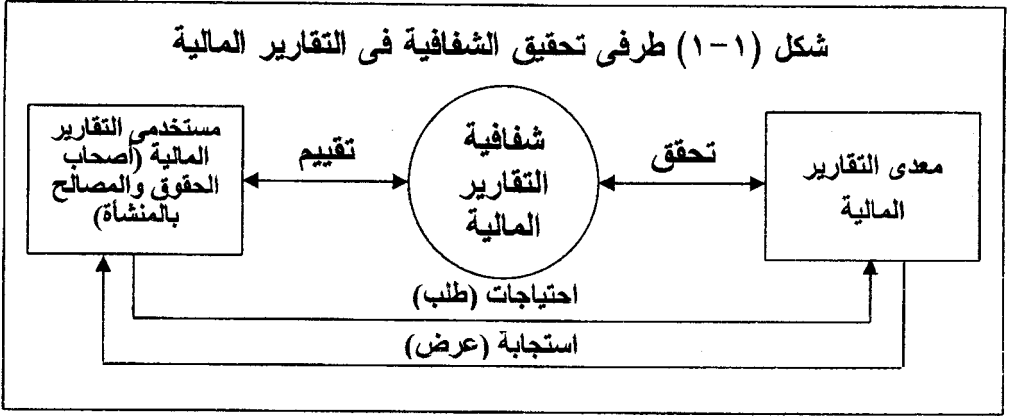 شكل (١-١) طرفى تحقيق الشفافية فى التقارير المالية
معدى التقارير
المالية
تحقق
شفافية
التقارير
المالية
تقييم
مستخدمى التقارير
المالية (أصحاب
الحقوق والمصالح
بالمنشأة)
احتياجات (طلب)
استجابة (عرض)